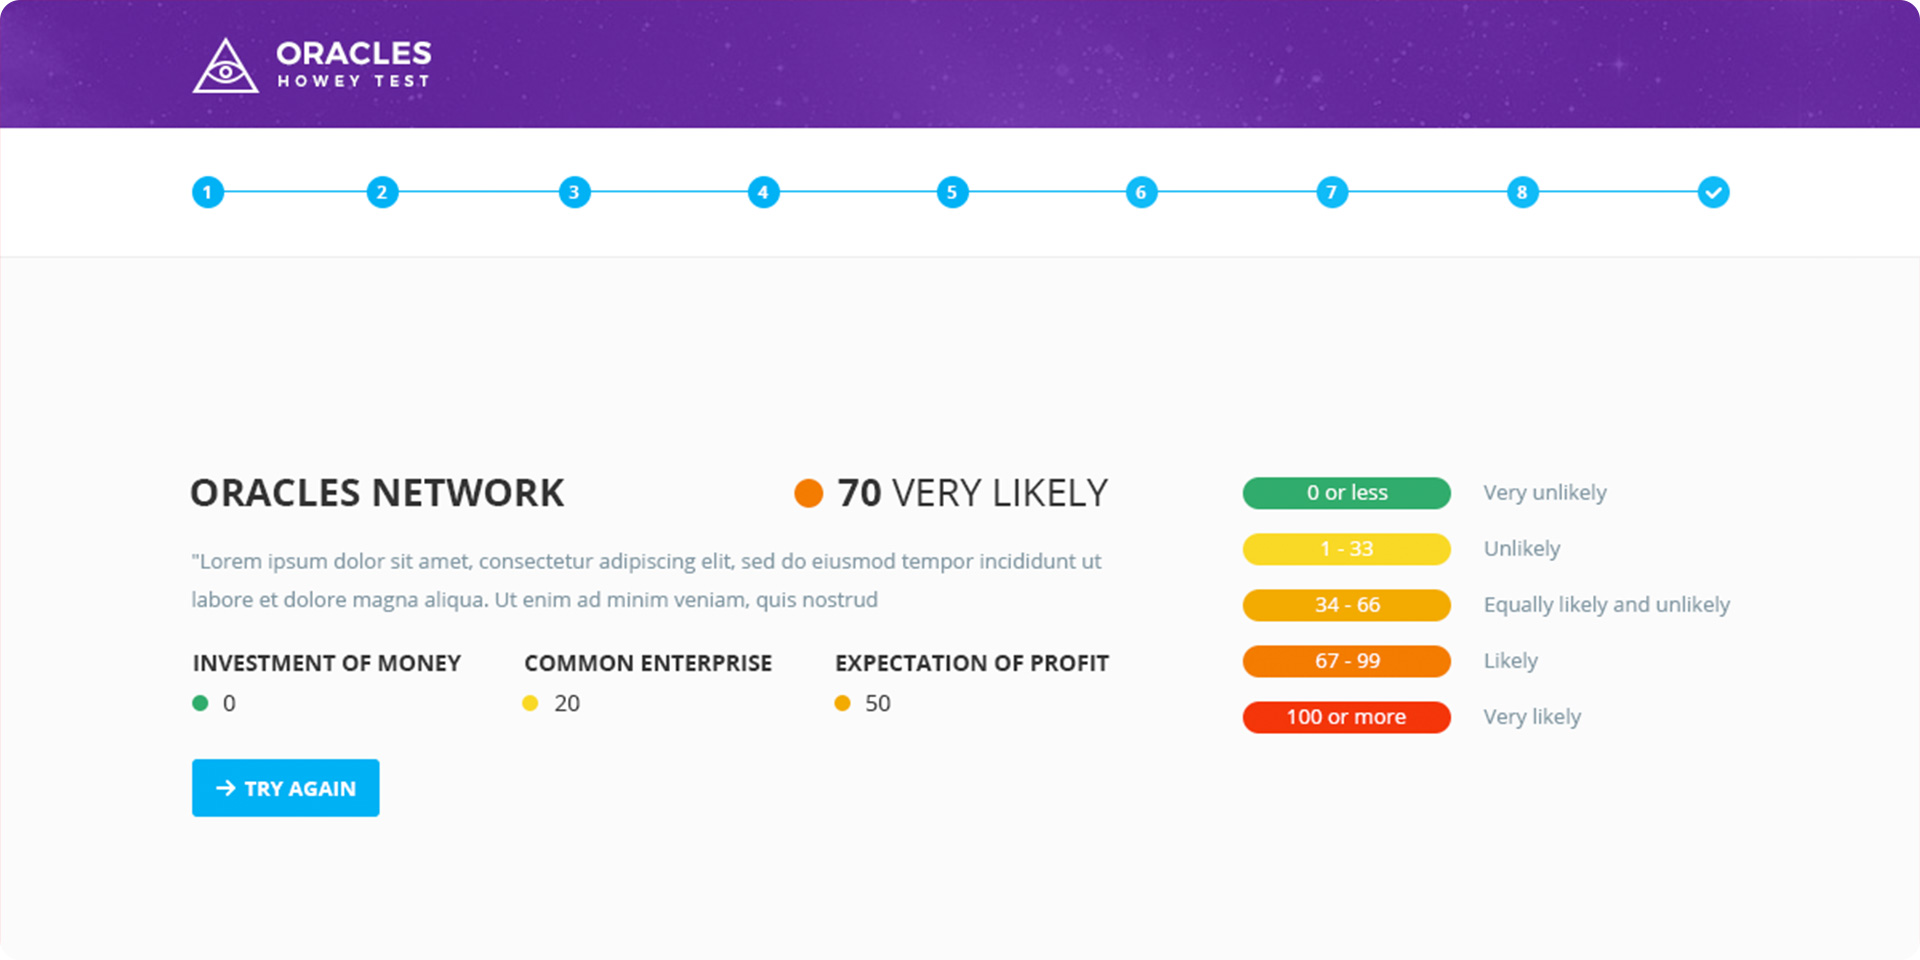 ORACLES
HOWEY TEST
1 2 3 4 5 6 7 8
ORACLES NETWORK
70 VERY LIKELY
"Lorem ipsum dolor sit amet, consectetur adipiscing elit, sed do eiusmod tempor incididunt ut
labore et dolore magna aliqua. Ut enim ad minim veniam, quis nostrud
INVESTMENT OF MONEY
0
COMMON ENTERPRISE
20
EXPECTATION OF PROFIT
50
TRY AGAIN
0 or less Very unlikely
1 - 33 Unlikely
34 - 66 Equally likely and unlikely
67 - 99 Likely
100 or more Very likely